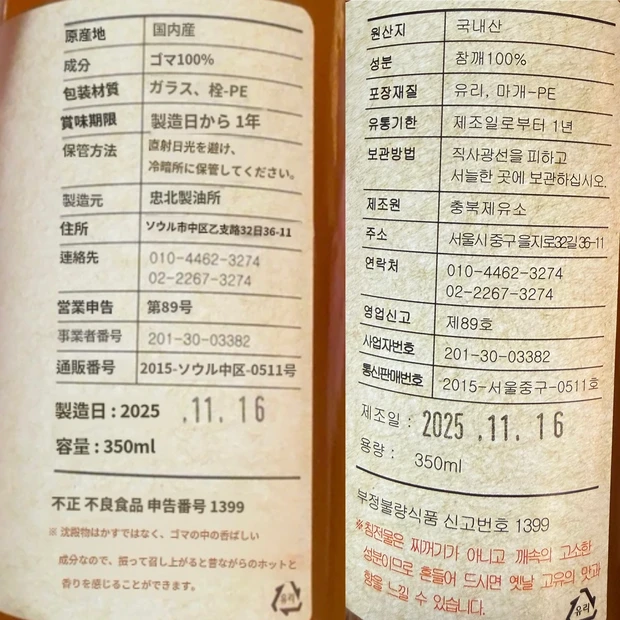 原産地 国内産
成分 ゴマ100%
包装材質 ガラス、栓-PE
賞味期限 製造日から 1年
保管方法 直射日光を避け、
冷暗所に保管してください。
製造元 忠北製油所
住所 ソウル市中区乙支路32日36-11
連絡先 010-4462-3274
02-2267-3274
営業申告 第89号
事業者番号 201-30-03382
通販番号 2015-ソウル中区-0511号
製造日 : 2025 .11. 16
容量 : 350ml
不正 不良食品 申告番号 1399
※ 沈殿物はかすではなく、ゴマの中の香ばしい
成分なので、振って召し上がると昔ながらのホットと
香りを感じることができます。
유리
원산지 국내산
성분 참깨100%
포장재질 유리, 마개-PE
유통기한 제조일로부터 1년
보관방법 직사광선을 피하고
서늘한 곳에 보관하십시오.
제조원 충북제유소
주소 서울시 중구 을지로32길 36-11
연락처 010-4462-3274
02-2267-3274
영업신고 제89호
사업자번호 201-30-03382
통신판매번호 2015-서울중구-0511호
제조일 : 2025 .11. 16
용량 : 350ml
부정불량식품 신고번호 1399
※침전물은 찌꺼기가 아니고 깨속의 고소한
성분이므로 흔들어 드시면 옛날 고유의 맛과
향을 느낄 수 있습니다.
유리